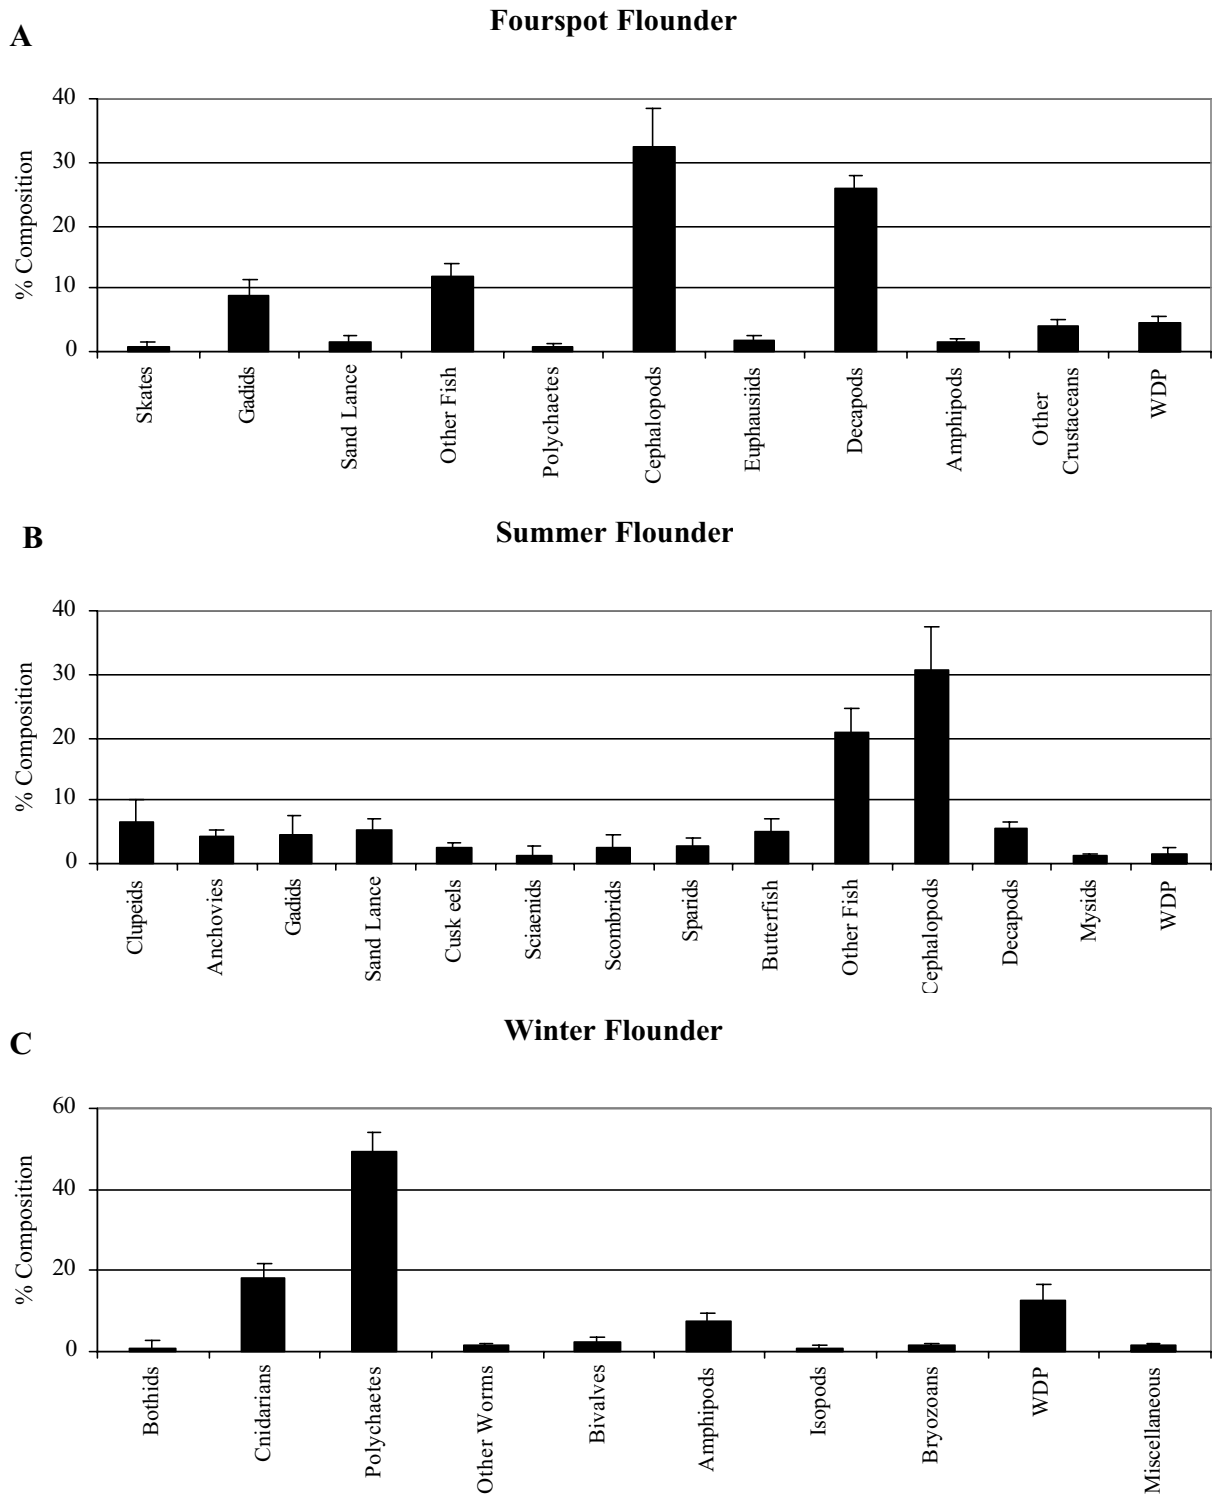 Fourspot Flounder
A
% Composition
40
30
20
10
0
Skates
Gadids
Sand Lance
Other Fish
Polychaetes
Cephalopods
Euphausiids
Decapods
Amphipods
Other
Crustaceans
WDP
Summer Flounder
B
% Composition
40
30
20
10
0
Clupeids
Anchovies
Gadids
Sand Lance
Cusk eels
Sciaenids
Scombrids
Sparids
Butterfish
Other Fish
Cephalopods
Decapods
Mysids
WDP
Winter Flounder
C
% Composition
60
40
20
0
Bothids
Cnidarians
Polychaetes
Other Worms
Bivalves
Amphipods
Isopods
Bryozoans
WDP
Miscellaneous